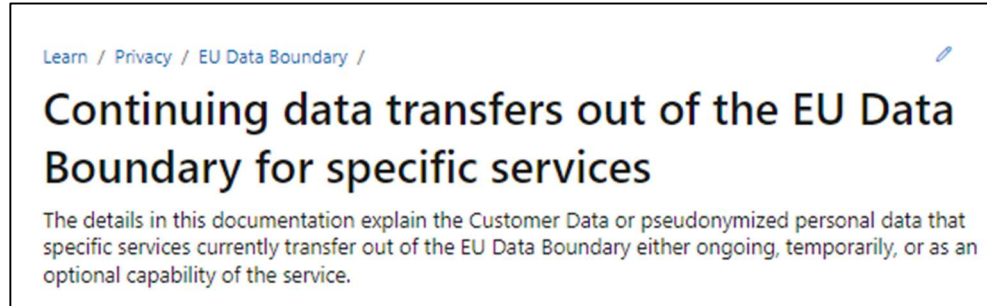 Learn / Privacy / EU Data Boundary /
Continuing data transfers out of the EU Data
Boundary for specific services
The details in this documentation explain the Customer Data or pseudonymized personal data that
specific services currently transfer out of the EU Data Boundary either ongoing, temporarily, or as an
optional capability of the service.